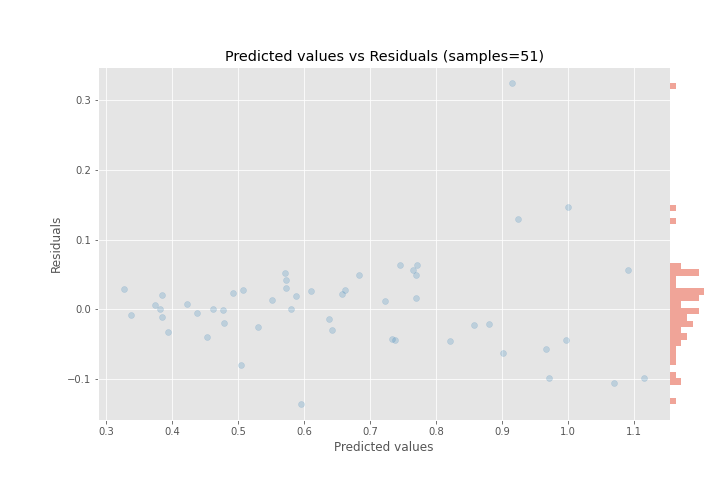 Predicted values vs Residuals (samples=51)
0.3
0.2
0.1
0.0
−0.1
Residuals
0.3 0.4 0.5 0.6 0.7 0.8 0.9 1.0 1.1
Predicted values